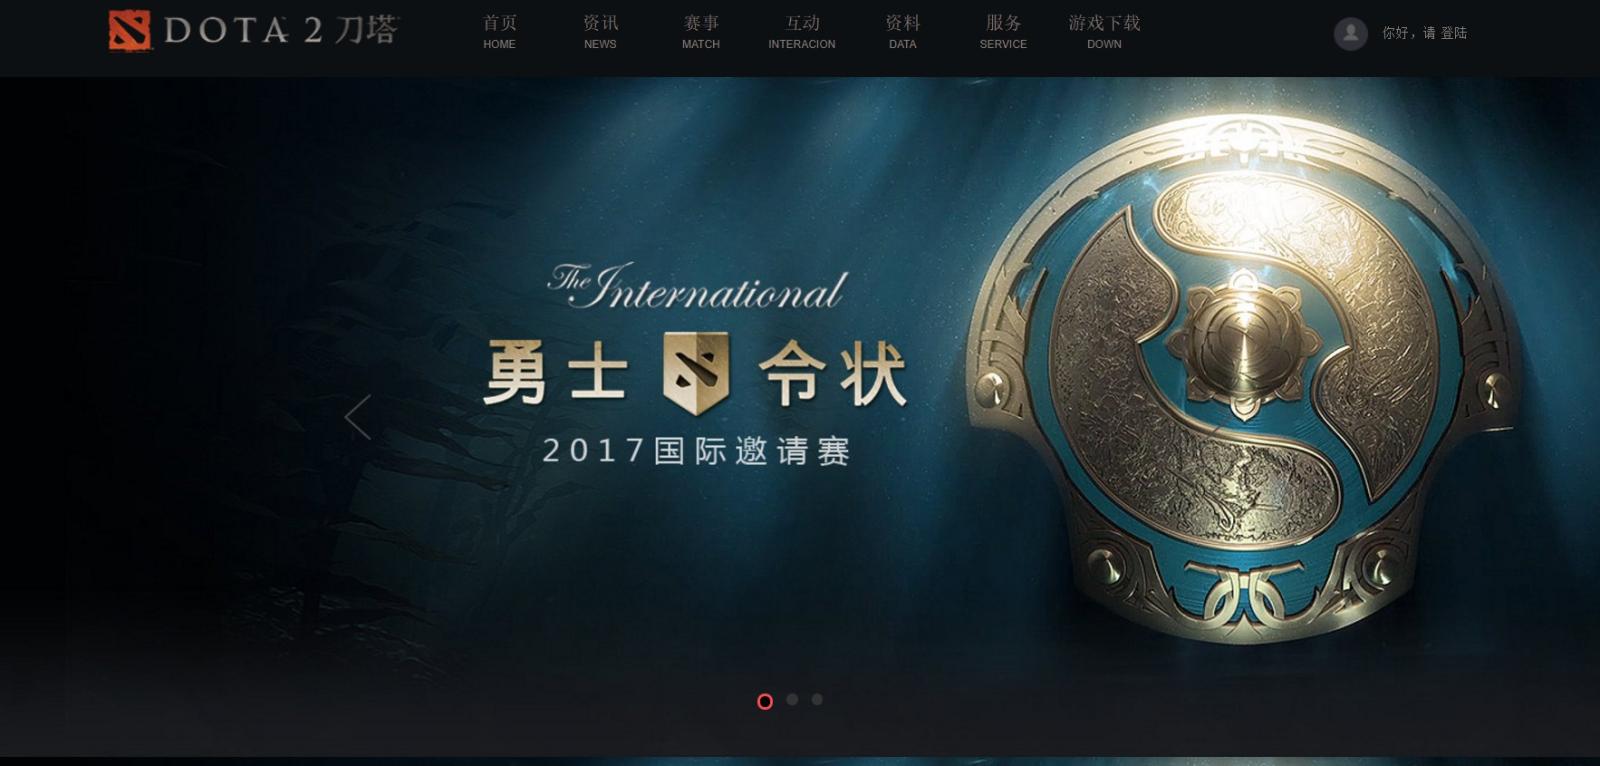 DOTA 2 刀塔
首页 资讯 赛事 互动 资料 服务 游戏下载
HOME NEWS MATCH INTERACION DATA SERVICE DOWN
你好，请 登陆
The International
勇士令状
2017国际邀请赛